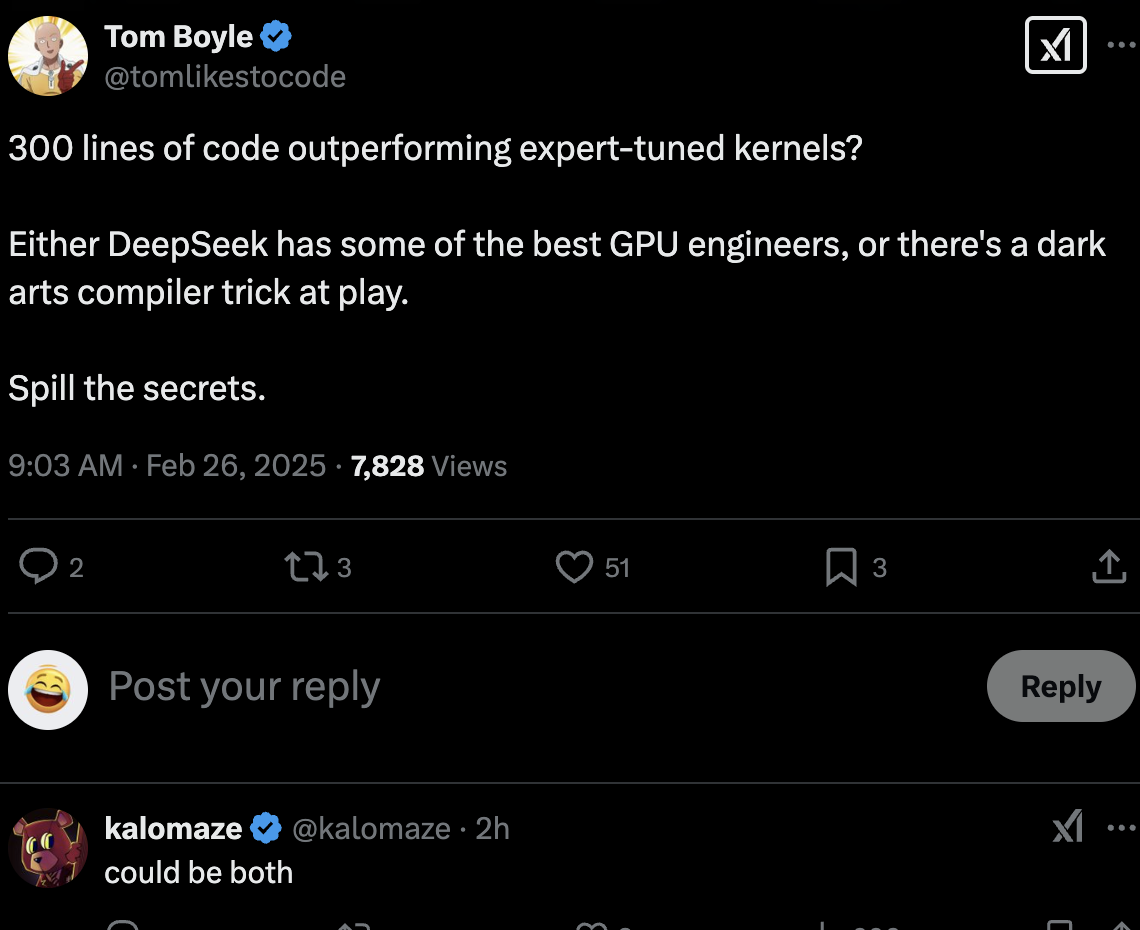 Tom Boyle
@tomlikestocode
300 lines of code outperforming expert-tuned kernels?
Either DeepSeek has some of the best GPU engineers, or there's a dark
arts compiler trick at play.
Spill the secrets.
9:03 AM · Feb 26, 2025 · 7,828 Views
2 3 51 3
Post your reply
Reply
kalomaze @kalomaze · 2h
could be both